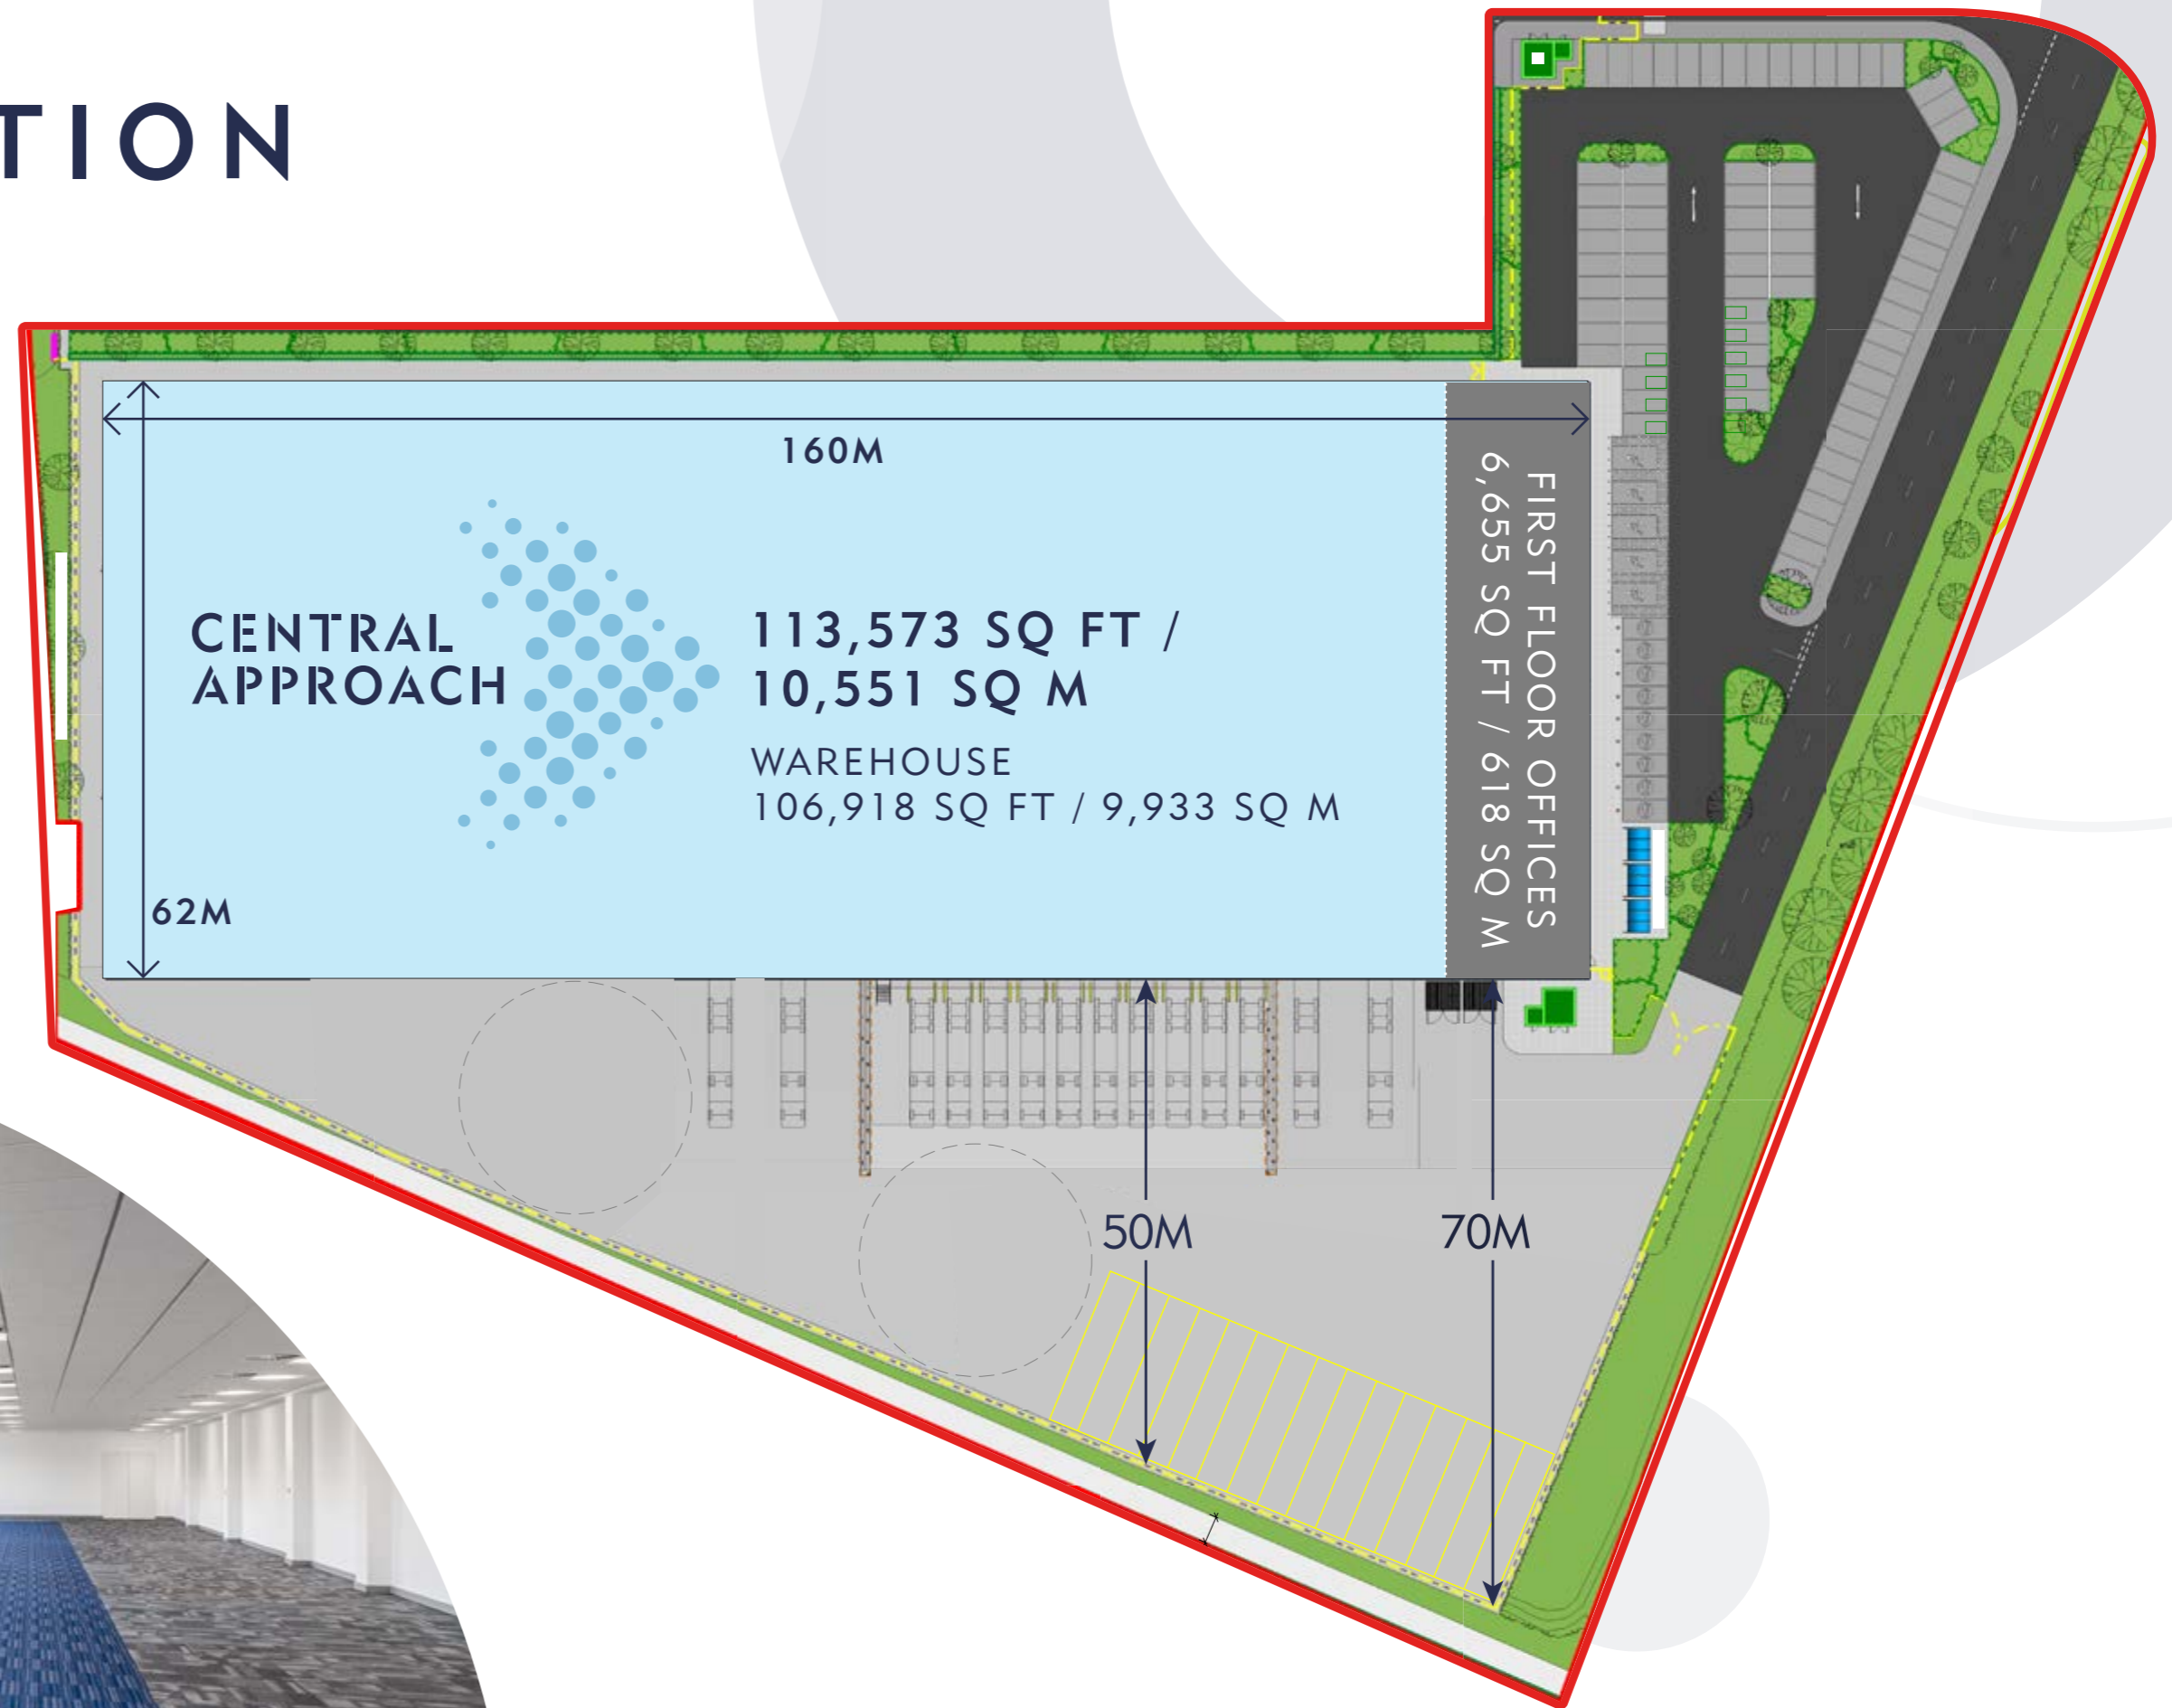 TION
160M
CENTRAL
APPROACH
113,573 SQ FT /
10,551 SQ M
WAREHOUSE
106,918 SQ FT / 9,933 SQ M
62M
FIRST FLOOR OFFICES
6,655 SQ FT / 618 SQ M
50M
70M